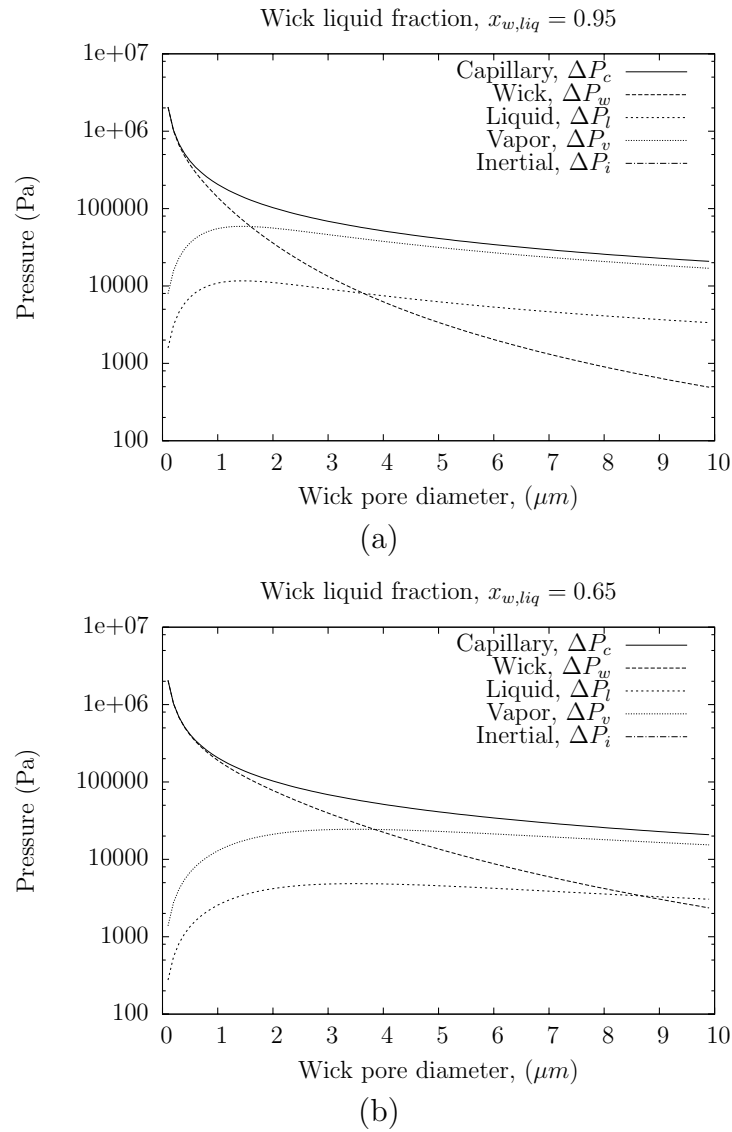 Wick liquid fraction, x_{w,liq} = 0.95
1e+07
1e+06
100000
10000
1000
100
Pressure (Pa)
Capillary, ΔP_c
Wick, ΔP_w
Liquid, ΔP_l
Vapor, ΔP_v
Inertial, ΔP_i
0 1 2 3 4 5 6 7 8 9 10
Wick pore diameter, (μm)
(a)
Wick liquid fraction, x_{w,liq} = 0.65
1e+07
1e+06
100000
10000
1000
100
Pressure (Pa)
Capillary, ΔP_c
Wick, ΔP_w
Liquid, ΔP_l
Vapor, ΔP_v
Inertial, ΔP_i
0 1 2 3 4 5 6 7 8 9 10
Wick pore diameter, (μm)
(b)